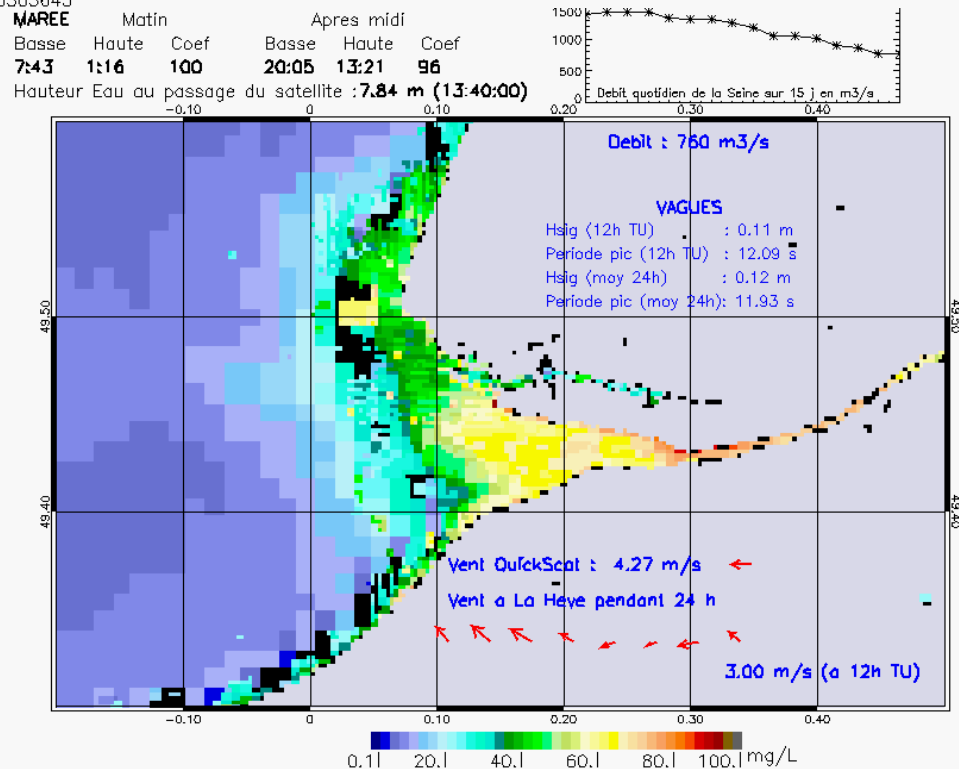 MAREE Matin Apres midi
Basse Haute Coef Basse Haute Coef
7:43 1:16 100 20:05 13:21 96
Hauteur Eau au passage du satellite : 7.84 m (13:40:00)
1500
1000
500
0
Debit quotidien de la Seine sur 15 j en m3/s
-0.10 0 0.10 0.20 0.30 0.40
Debit : 760 m3/s
VAGUES
Hsig (12h TU) : 0.11 m
Periode pic (12h TU) : 12.09 s
Hsig (moy 24h) : 0.12 m
Periode pic (moy 24h): 11.93 s
49.50 49.50
49.40 49.40
Vent QuickScat : 4.27 m/s
Vent a La Heve pendant 24 h
3.00 m/s (a 12h TU)
-0.10 0 0.10 0.20 0.30 0.40
0.1| 20.| 40.| 60.| 80.| 100.| mg/L